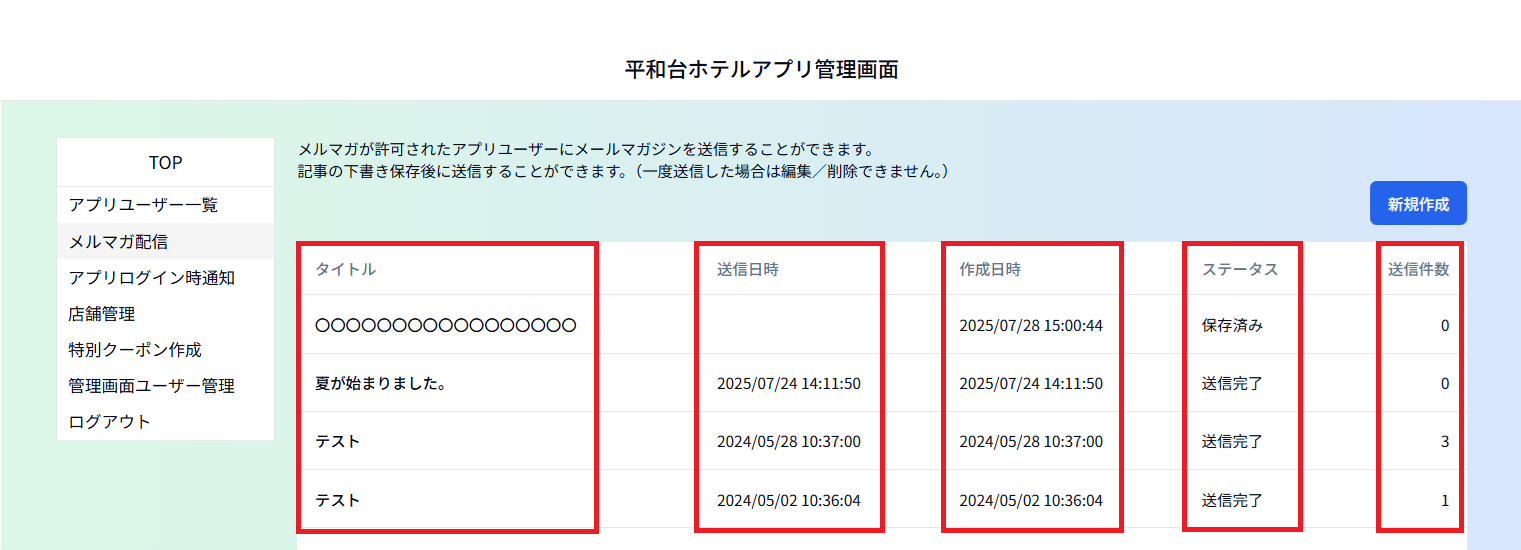 平和台ホテルアプリ管理画面
TOP
アプリユーザー一覧
メルマガ配信
アプリログイン時通知
店舗管理
特別クーポン作成
管理画面ユーザー管理
ログアウト
メルマガが許可されたアプリユーザーにメールマガジンを送信することができます。
記事の下書き保存後に送信することができます。（一度送信した場合は編集／削除できません。）
新規作成
タイトル 送信日時 作成日時 ステータス 送信件数
〇〇〇〇〇〇〇〇〇〇〇〇〇〇〇〇〇 2025/07/28 15:00:44 保存済み 0
夏が始まりました。 2025/07/24 14:11:50 2025/07/24 14:11:50 送信完了 0
テスト 2024/05/28 10:37:00 2024/05/28 10:37:00 送信完了 3
テスト 2024/05/02 10:36:04 2024/05/02 10:36:04 送信完了 1